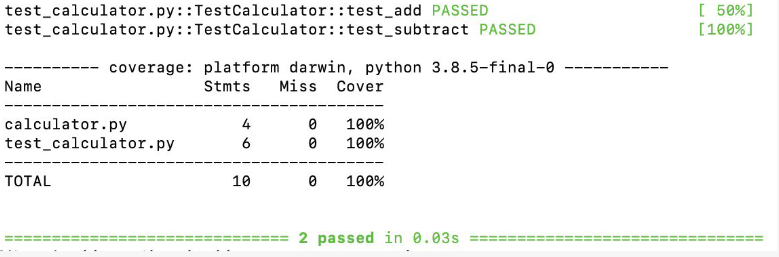 test_calculator.py::TestCalculator::test_add PASSED [ 50%]
test_calculator.py::TestCalculator::test_subtract PASSED [100%]
---------- coverage: platform darwin, python 3.8.5-final-0 -----------
Name Stmts Miss Cover
----------------------------------------
calculator.py 4 0 100%
test_calculator.py 6 0 100%
----------------------------------------
TOTAL 10 0 100%
============================== 2 passed in 0.03s ===============================